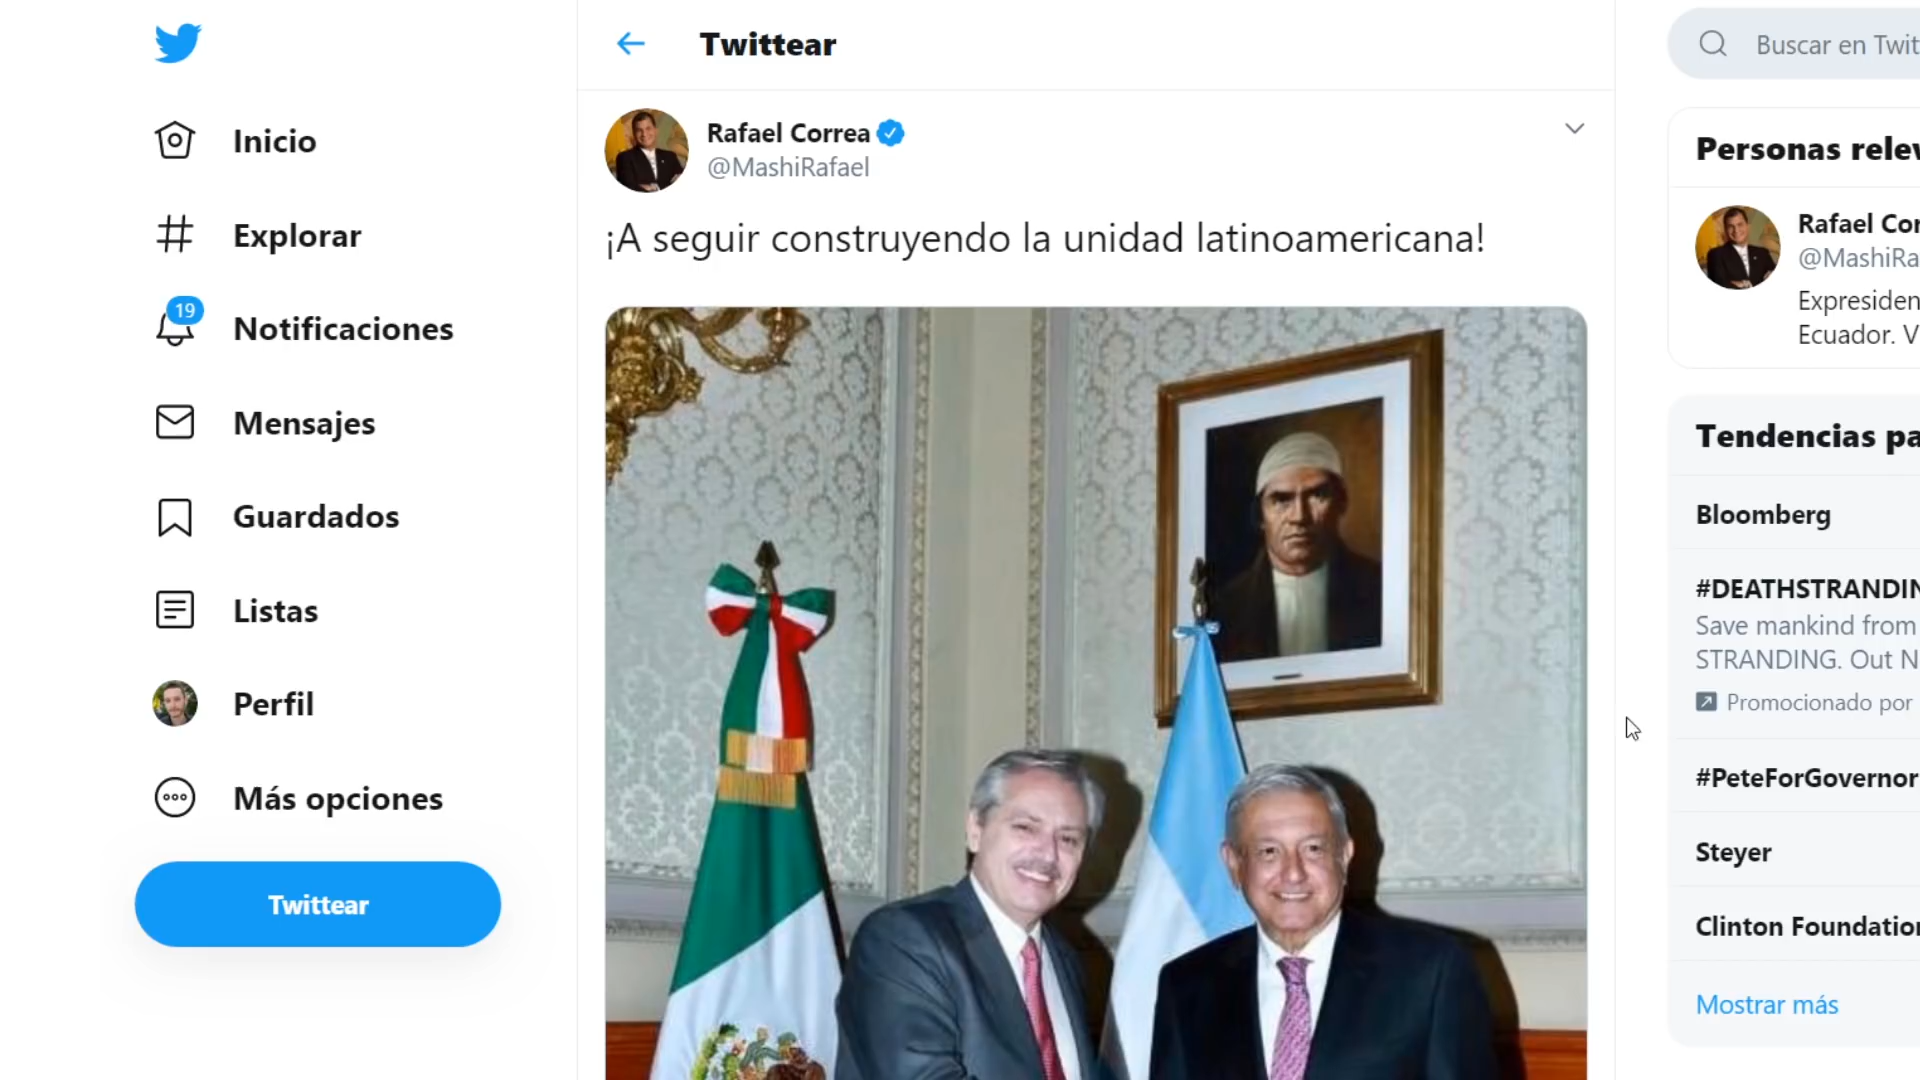 Inicio
Explorar
19
Notificaciones
Mensajes
Guardados
Listas
Perfil
Más opciones
Twittear
Twittear
Rafael Correa
@MashiRafael
¡A seguir construyendo la unidad latinoamericana!
Buscar en Twit
Personas relev
Rafael Cor
@MashiRa
Expresiden
Ecuador. V
Tendencias pa
Bloomberg
#DEATHSTRANDIN
Save mankind from
STRANDING. Out N
Promocionado por
#PeteForGovernor
Steyer
Clinton Foundation
Mostrar más